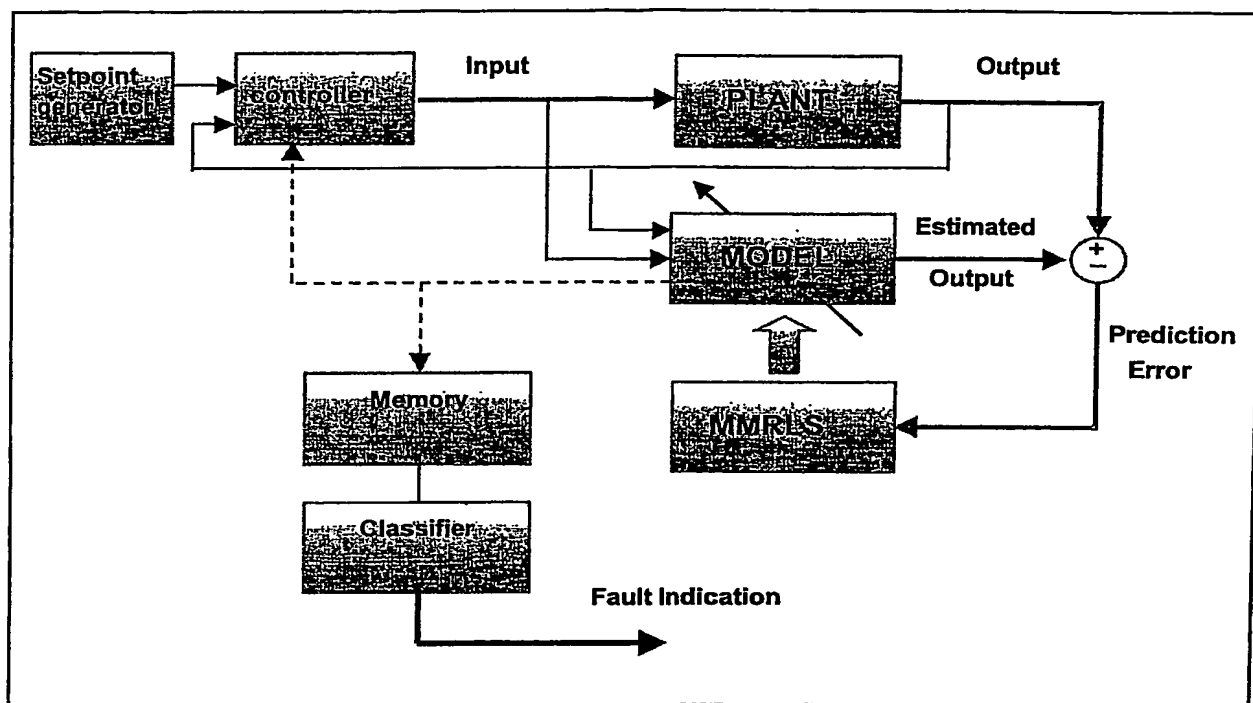 Setpoint
generator
controller
Input
PLANT
Output
MODEL
Estimated
Output
+
−
Prediction
Error
MMRLS
Memory
Classifier
Fault Indication